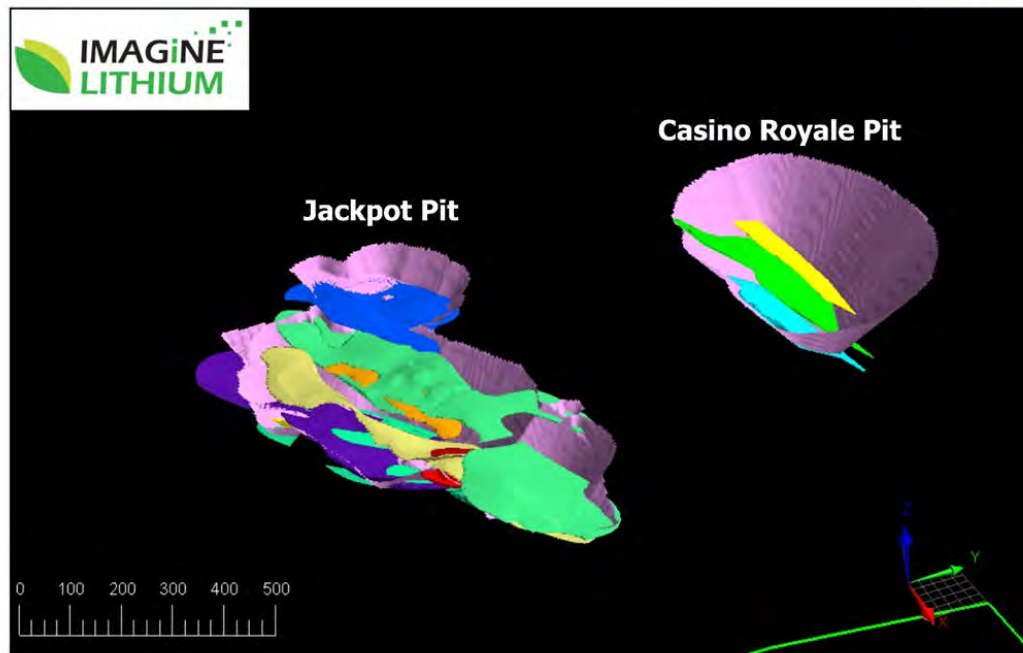 IMAGiNE
LITHIUM
Casino Royale Pit
Jackpot Pit
0 100 200 300 400 500
Z
Y
X